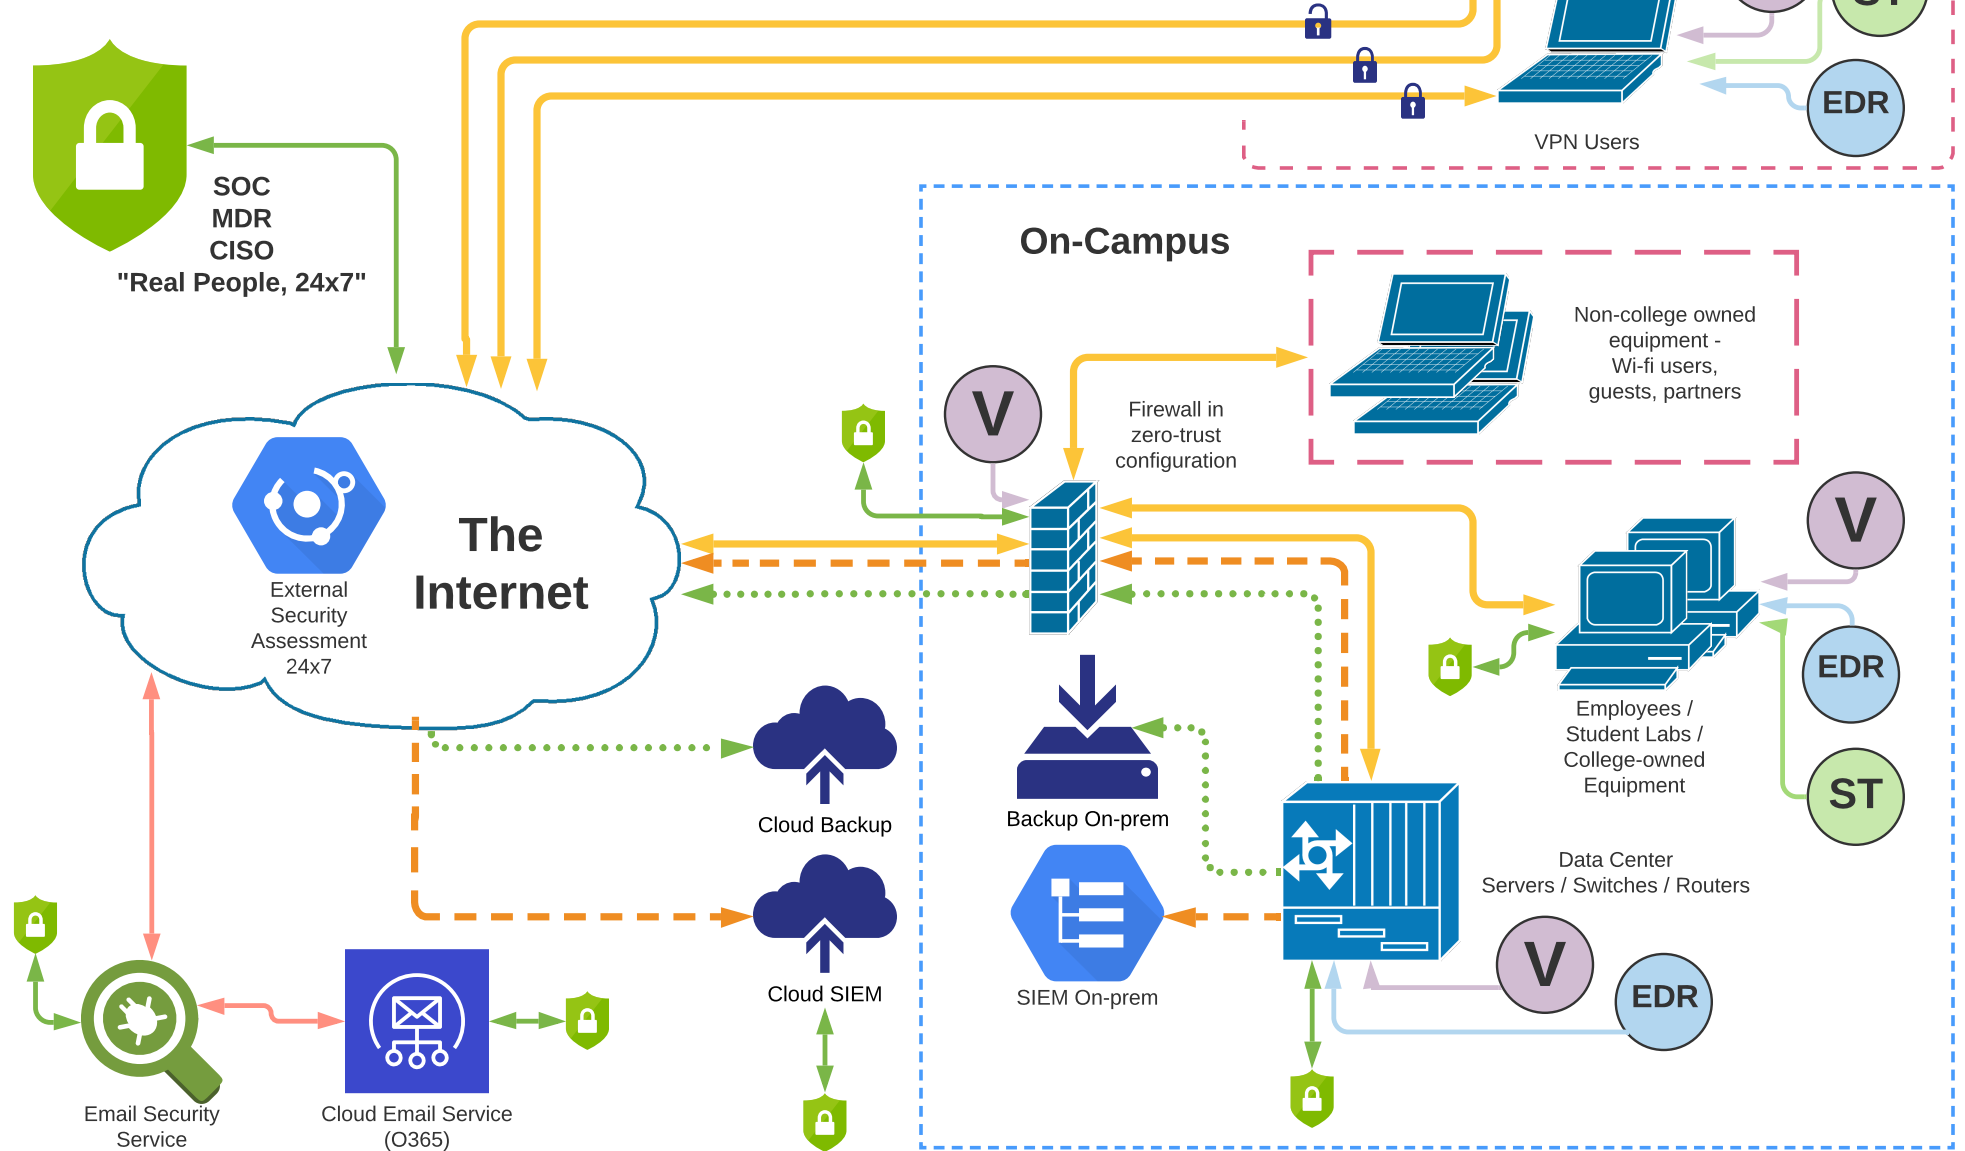 ST
EDR
VPN Users
SOC
MDR
CISO
"Real People, 24x7"
On-Campus
Non-college owned
equipment -
Wi-fi users,
guests, partners
V
Firewall in
zero-trust
configuration
The
Internet
External
Security
Assessment
24x7
V
EDR
ST
Employees /
Student Labs /
College-owned
Equipment
Cloud Backup
Backup On-prem
Data Center
Servers / Switches / Routers
V
EDR
Cloud SIEM
SIEM On-prem
Email Security
Service
Cloud Email Service
(O365)